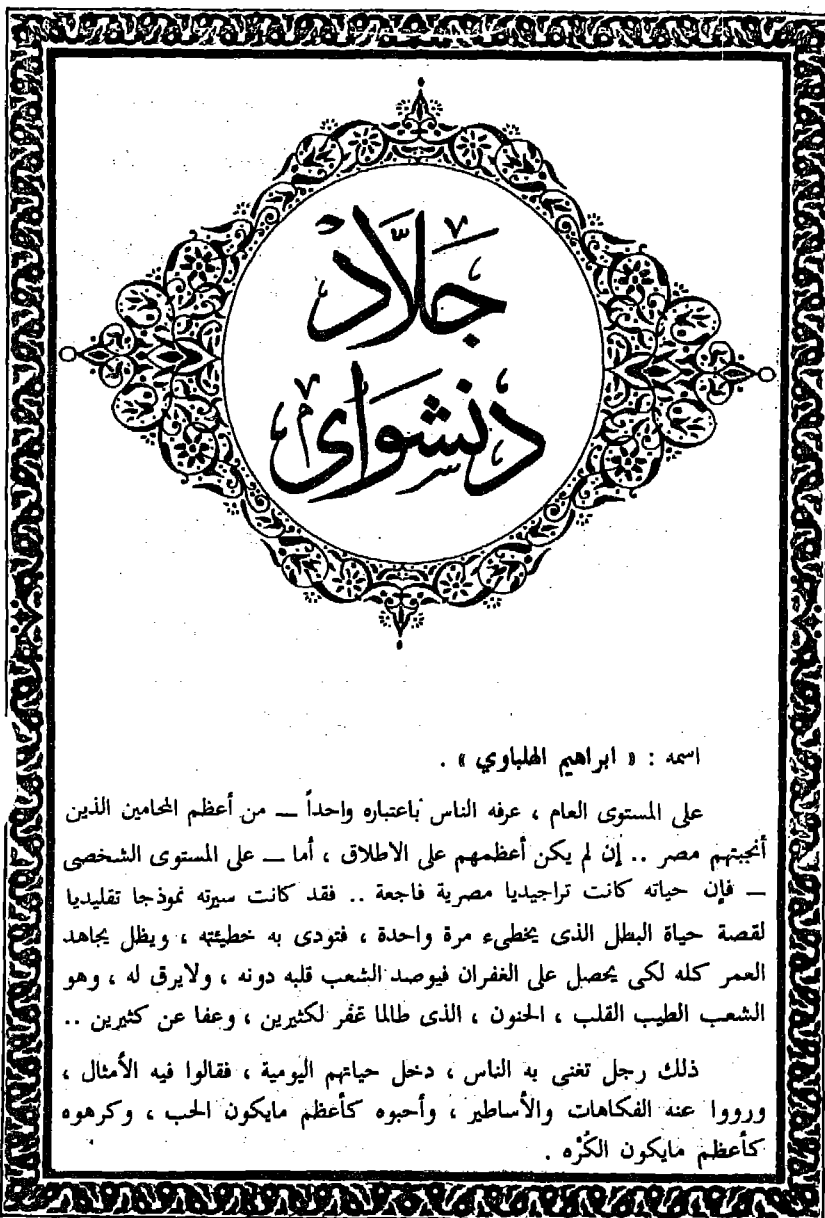 جلاّد
دنشواى
اسمه : « ابراهيم الهلباوي » .
على المستوى العام ، عرفه الناس باعتباره واحداً — من أعظم المحامين الذين
أنجبتهم مصر .. إن لم يكن أعظمهم على الاطلاق ، أما — على المستوى الشخصى
— فإن حياته كانت تراجيديا مصرية فاجعة .. فقد كانت سيرته نموذجا تقليديا
لقصة حياة البطل الذى يخطىء مرة واحدة ، فتودى به خطيئته ، ويظل يجاهد
العمر كله لكى يحصل على الغفران فيوصد الشعب قلبه دونه ، ولايرق له ، وهو
الشعب الطيب القلب ، الحنون ، الذى طالما غفر لكثيرين ، وعفا عن كثيرين ..
ذلك رجل تغنى به الناس ، دخل حياتهم اليومية ، فقالوا فيه الأمثال ،
ورووا عنه الفكاهات والأساطير ، وأحبوه كأعظم مايكون الحب ، وكرهوه
كأعظم مايكون الكُرْه .